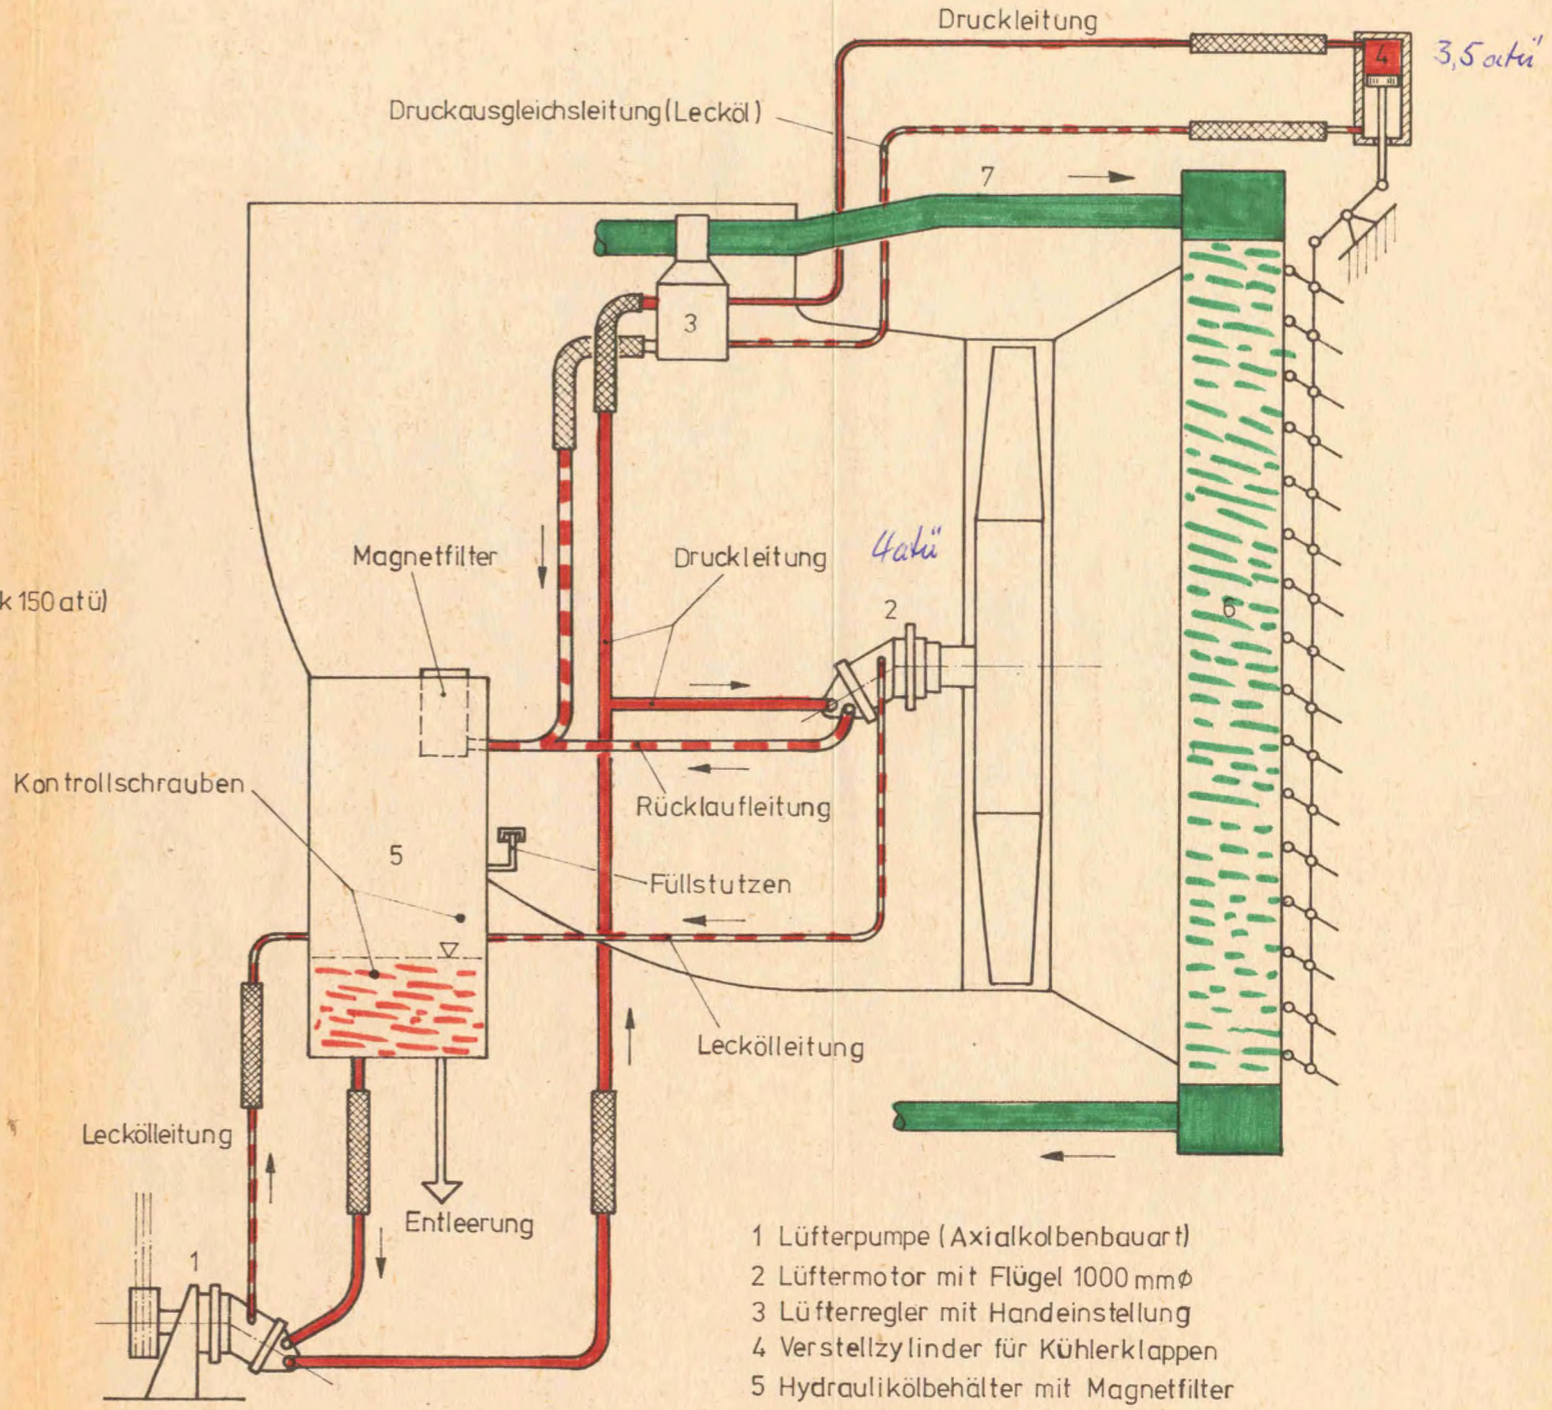 Druckleitung
4
3,5 atü
Druckausgleichsleitung (Lecköl)
7
3
Magnetfilter
Druckleitung
4atü
k 150 atü)
2
6
Kontrollschrauben
Rücklaufleitung
5
Füllstutzen
Leckölleitung
Leckölleitung
Entleerung
1
1 Lüfterpumpe (Axialkolbenbauart)
2 Lüftermotor mit Flügel 1000 mmϕ
3 Lüfterregler mit Handeinstellung
4 Verstellzylinder für Kühlerklappen
5 Hydraulikölbehälter mit Magnetfilter